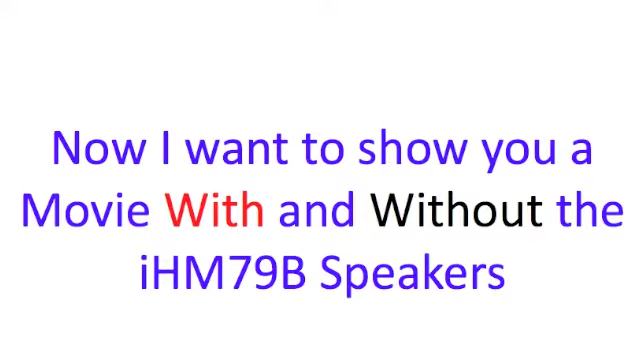 Now I want to show you a
Movie With and Without the
iHM79B Speakers